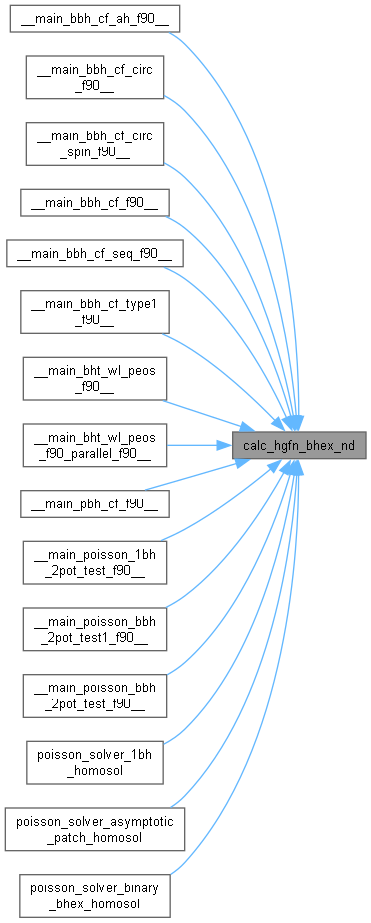 __main_bbh_cf_ah_f90__
__main_bbh_cf_circ
_f90__
__main_bbh_cf_circ
_spin_f90__
__main_bbh_cf_f90__
__main_bbh_cf_seq_f90__
__main_bbh_cf_type1
_f90__
__main_bht_wl_peos
_f90__
__main_bht_wl_peos
_f90_parallel_f90__
calc_hgfn_bhex_nd
__main_pbh_cf_f90__
__main_poisson_1bh
_2pot_test_f90__
__main_poisson_bbh
_2pot_test1_f90__
__main_poisson_bbh
_2pot_test_f90__
poisson_solver_1bh
_homosol
poisson_solver_asymptotic
_patch_homosol
poisson_solver_binary
_bhex_homosol